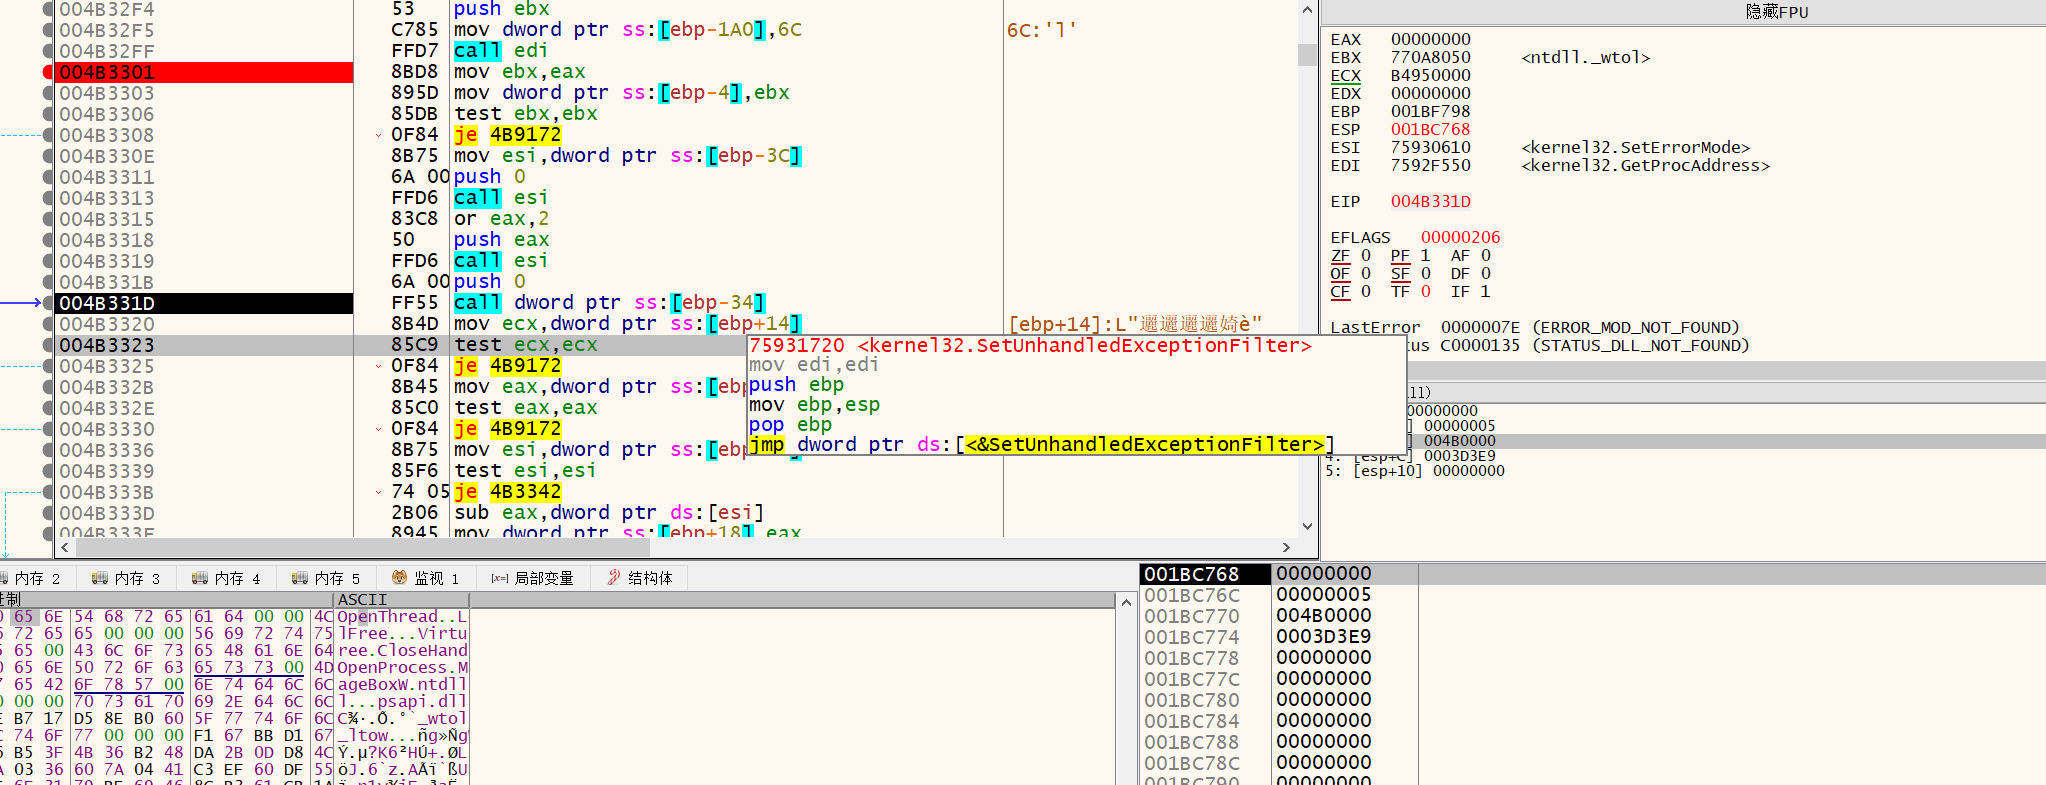 004B32F4 53 push ebx
004B32F5 C785 mov dword ptr ss:[ebp-1A0],6C 6C:'l'
004B32FF FFD7 call edi
004B3301 8BD8 mov ebx,eax
004B3303 895D mov dword ptr ss:[ebp-4],ebx
004B3306 85DB test ebx,ebx
004B3308 0F84 je 4B9172
004B330E 8B75 mov esi,dword ptr ss:[ebp-3C]
004B3311 6A 00 push 0
004B3313 FFD6 call esi
004B3315 83C8 or eax,2
004B3318 50 push eax
004B3319 FFD6 call esi
004B331B 6A 00 push 0
004B331D FF55 call dword ptr ss:[ebp-34]
004B3320 8B4D mov ecx,dword ptr ss:[ebp+14] [ebp+14]:L"逦逦逦逦婍è"
004B3323 85C9 test ecx,ecx
004B3325 0F84 je 4B9172
004B332B 8B45 mov eax,dword ptr ss:[ebp
004B332E 85C0 test eax,eax
004B3330 0F84 je 4B9172
004B3336 8B75 mov esi,dword ptr ss:[ebp
004B3339 85F6 test esi,esi
004B333B 74 05 je 4B3342
004B333D 2B06 sub eax,dword ptr ds:[esi]
8945 mov dword ptr ss:[ebp+18],eax
75931720 <kernel32.SetUnhandledExceptionFilter>
mov edi,edi
push ebp
mov ebp,esp
pop ebp
jmp dword ptr ds:[<&SetUnhandledExceptionFilter>]
隐藏FPU
EAX 00000000
EBX 770A8050 <ntdll._wtol>
ECX B4950000
EDX 00000000
EBP 001BF798
ESP 001BC768
ESI 75930610 <kernel32.SetErrorMode>
EDI 7592F550 <kernel32.GetProcAddress>
EIP 004B331D
EFLAGS 00000206
ZF 0 PF 1 AF 0
OF 0 SF 0 DF 0
CF 0 TF 0 IF 1
LastError 0000007E (ERROR_MOD_NOT_FOUND)
tus C0000135 (STATUS_DLL_NOT_FOUND)
00000000
] 00000005
] 004B0000
4: [esp+C] 0003D3E9
5: [esp+10] 00000000
内存 2 内存 3 内存 4 内存 5 监视 1 [x=] 局部变量 结构体
进制 ASCII
65 6E 54 68 72 65 61 64 00 00 4C OpenThread..L
72 65 65 00 00 00 56 69 72 74 75 lFree...Virtu
65 00 43 6C 6F 73 65 48 61 6E 64 ree.CloseHand
65 6E 50 72 6F 63 65 73 73 00 4D OpenProcess.M
65 42 6F 78 57 00 6E 74 64 6C 6C ageBoxW.ntdll
00 00 70 73 61 70 69 2E 64 6C 6C l...psapi.dll
B7 17 D5 8E B0 60 5F 77 74 6F 6C C¾·.Õ.°`_wtol
74 6F 77 00 00 00 F1 67 BB D1 67 _ltow...ñg»Ñg
B5 3F 4B 36 B2 48 DA 2B 0D D8 4C Ý.µ?K6²HÚ+.ØL
03 36 60 7A 04 41 C3 EF 60 DF 55 öJ.6`z.AÃï`ßU
001BC768 00000000
001BC76C 00000005
001BC770 004B0000
001BC774 0003D3E9
001BC778 00000000
001BC77C 00000000
001BC780 00000000
001BC784 00000000
001BC788 00000000
001BC78C 00000000
001BC790 00000000